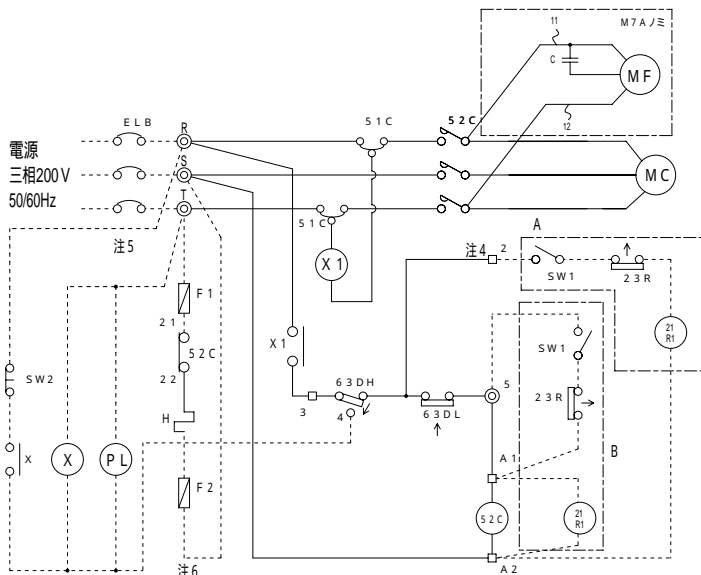 11
M7Aノミ
C
MF
12
ELB
R
51C
52C
電源
三相200V
50/60Hz
S
MC
T
注5
51C
X1
注4
2
A
SW1
23R
F1
21
X1
52C
SW1
21
R1
SW2
22
63DH
5
23R
H
3
4
63DL
B
X
X
PL
A1
F2
52C
21
R1
注6
A2